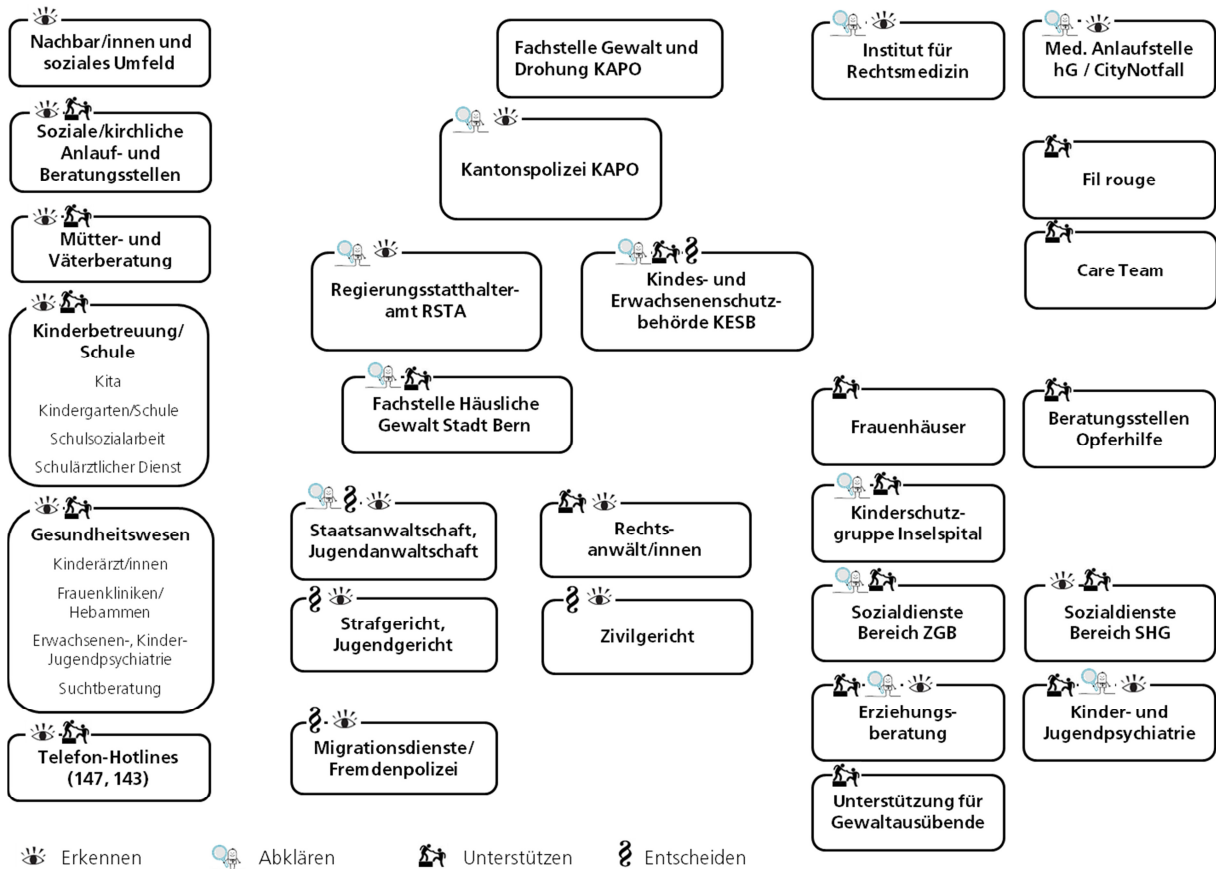 Nachbar/innen und
soziales Umfeld
Soziale/kirchliche
Anlauf- und
Beratungsstellen
Mütter- und
Väterberatung
Kinderbetreuung/
Schule
Kita
Kindergarten/Schule
Schulsozialarbeit
Schulärztlicher Dienst
Gesundheitswesen
Kinderärzt/innen
Frauenkliniken/
Hebammen
Erwachsenen-, Kinder-
Jugendpsychiatrie
Suchtberatung
Telefon-Hotlines
(147, 143)
Fachstelle Gewalt und
Drohung KAPO
Kantonspolizei KAPO
Regierungsstatthalter-
amt RSTA
Kindes- und
Erwachsenenschutz-
behörde KESB
Fachstelle Häusliche
Gewalt Stadt Bern
Staatsanwaltschaft,
Jugendanwaltschaft
Rechts-
anwält/innen
Strafgericht,
Jugendgericht
Zivilgericht
Migrationsdienste/
Fremdenpolizei
Institut für
Rechtsmedizin
Med. Anlaufstelle
hG / CityNotfall
Fil rouge
Care Team
Frauenhäuser
Beratungsstellen
Opferhilfe
Kinderschutz-
gruppe Inselspital
Sozialdienste
Bereich ZGB
Sozialdienste
Bereich SHG
Erziehungs-
beratung
Kinder- und
Jugendpsychiatrie
Unterstützung für
Gewaltausübende
Erkennen
Abklären
Unterstützen
§ Entscheiden